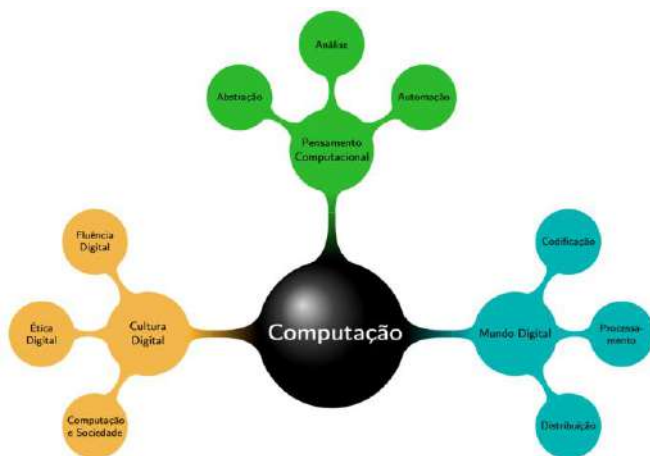 Análise
Abstração
Automação
Pensamento
Computacional
Fluência
Digital
Codificação
Ética
Digital
Cultura
Digital
Computação
Mundo Digital
Processa-
mento
Computação
e Sociedade
Distribuição